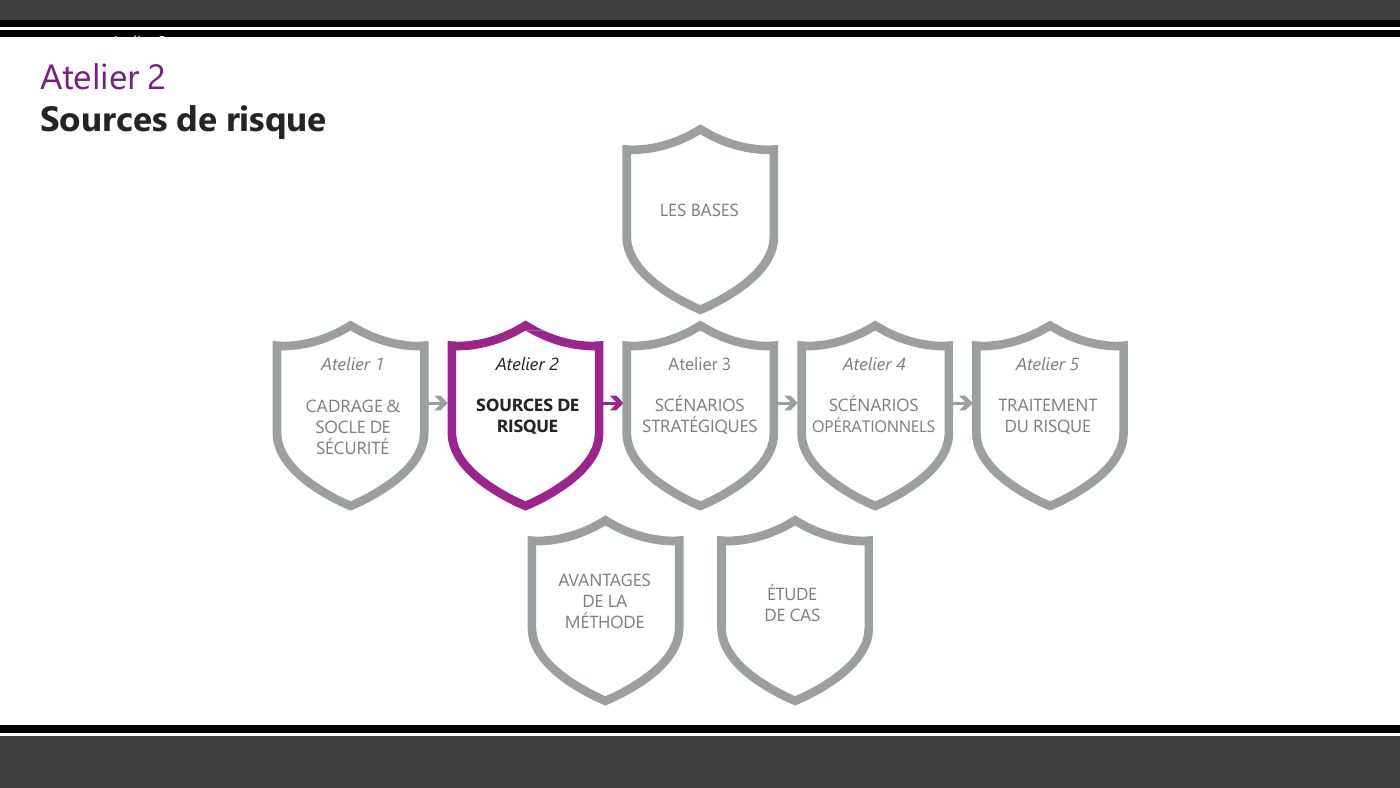 Atelier 2
Sources de risque
LES BASES
Atelier 1
CADRAGE &
SOCLE DE
SÉCURITÉ
Atelier 2
SOURCES DE
RISQUE
Atelier 3
SCÉNARIOS
STRATÉGIQUES
Atelier 4
SCÉNARIOS
OPÉRATIONNELS
Atelier 5
TRAITEMENT
DU RISQUE
AVANTAGES
DE LA
MÉTHODE
ÉTUDE
DE CAS